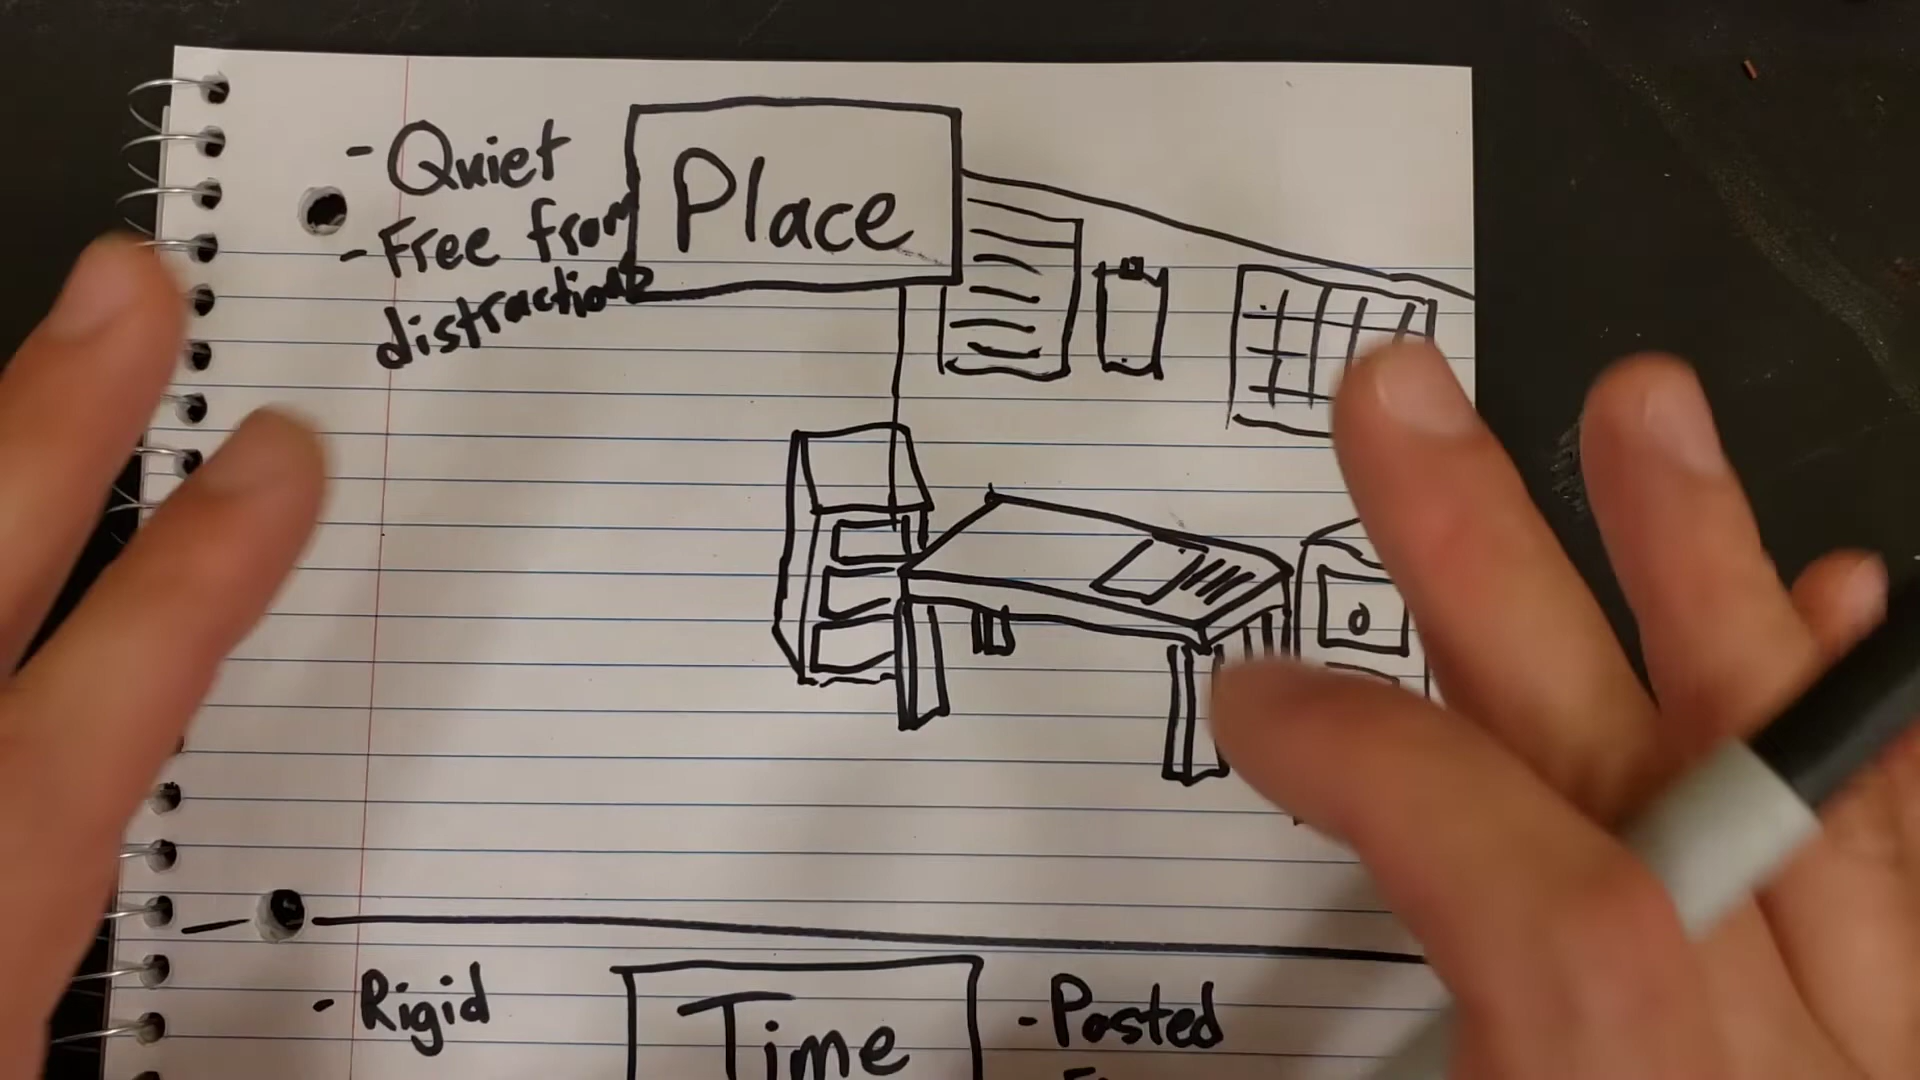 - Quiet
- Free from
distractions
Place
- Rigid
Time
- Posted